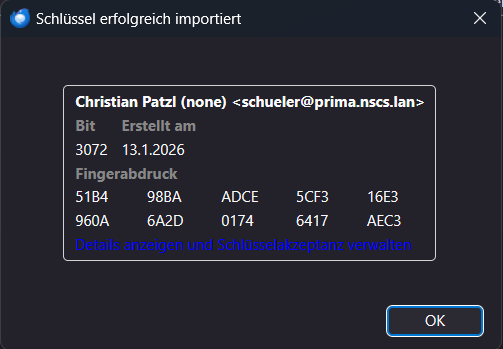 Schlüssel erfolgreich importiert
Christian Patzl (none) <schueler@prima.nscs.lan>
Bit Erstellt am
3072 13.1.2026
Fingerabdruck
51B4 98BA ADCE 5CF3 16E3
960A 6A2D 0174 6417 AEC3
Details anzeigen und Schlüsselakzeptanz verwalten
OK